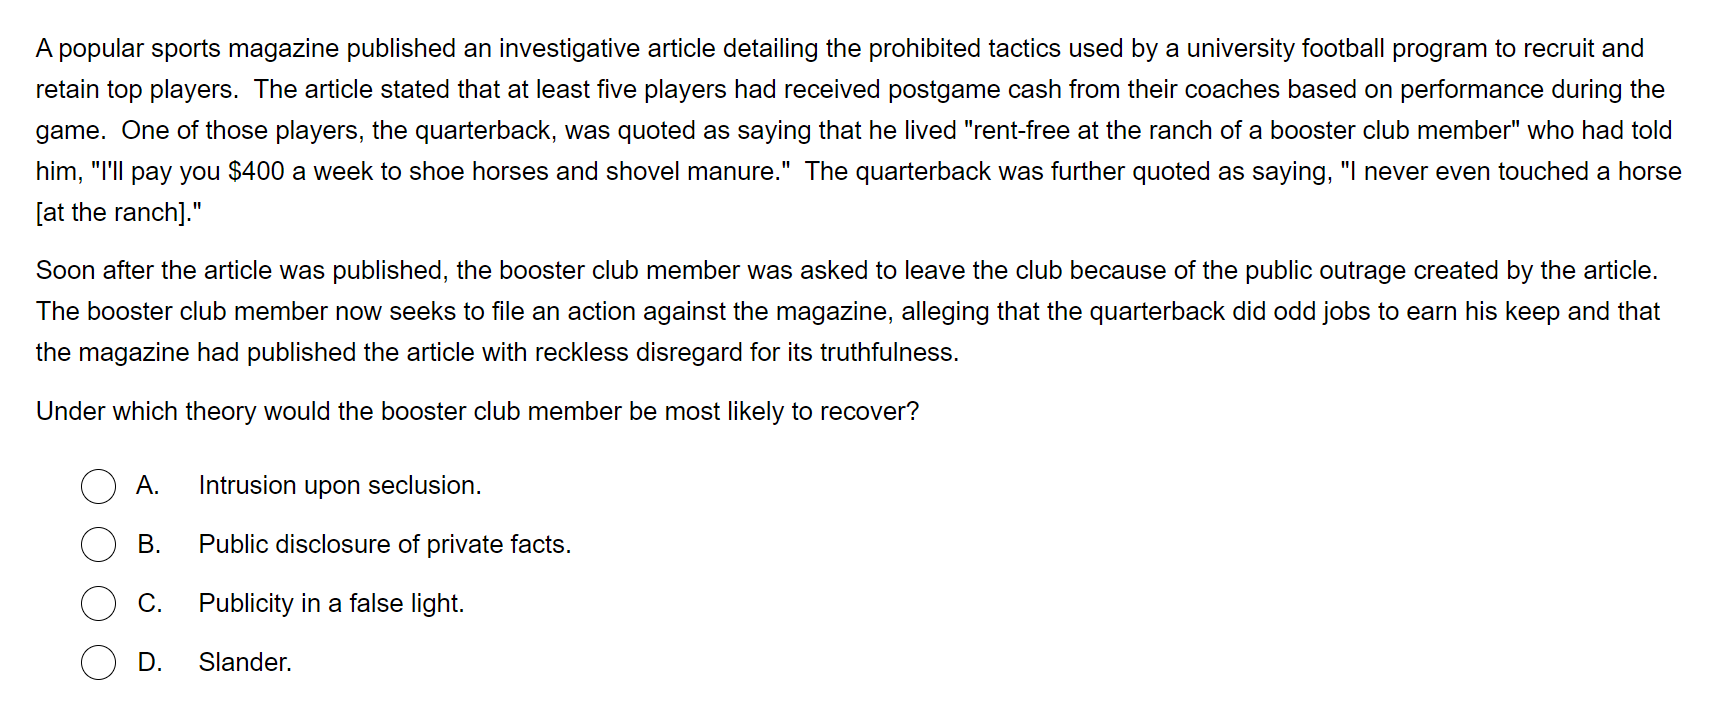 A popular sports magazine published an investigative article detailing the prohibited tactics used by a university football program to recruit and
retain top players.  The article stated that at least five players had received postgame cash from their coaches based on performance during the
game.  One of those players, the quarterback, was quoted as saying that he lived "rent-free at the ranch of a booster club member" who had told
him, "I'll pay you $400 a week to shoe horses and shovel manure."  The quarterback was further quoted as saying, "I never even touched a horse
[at the ranch]."
Soon after the article was published, the booster club member was asked to leave the club because of the public outrage created by the article.
The booster club member now seeks to file an action against the magazine, alleging that the quarterback did odd jobs to earn his keep and that
the magazine had published the article with reckless disregard for its truthfulness.
Under which theory would the booster club member be most likely to recover?
A. Intrusion upon seclusion.
B. Public disclosure of private facts.
C. Publicity in a false light.
D. Slander.